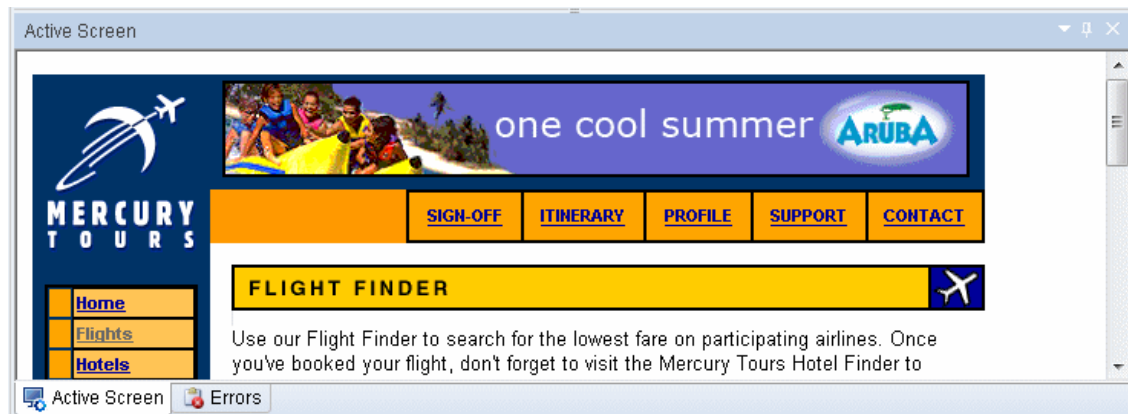 Active Screen
one cool summer ARUBA
MERCURY
TOURS
SIGN-OFF ITINERARY PROFILE SUPPORT CONTACT
FLIGHT FINDER
Home
Flights
Hotels
Use our Flight Finder to search for the lowest fare on participating airlines. Once
you've booked your flight, don't forget to visit the Mercury Tours Hotel Finder to
Active Screen Errors